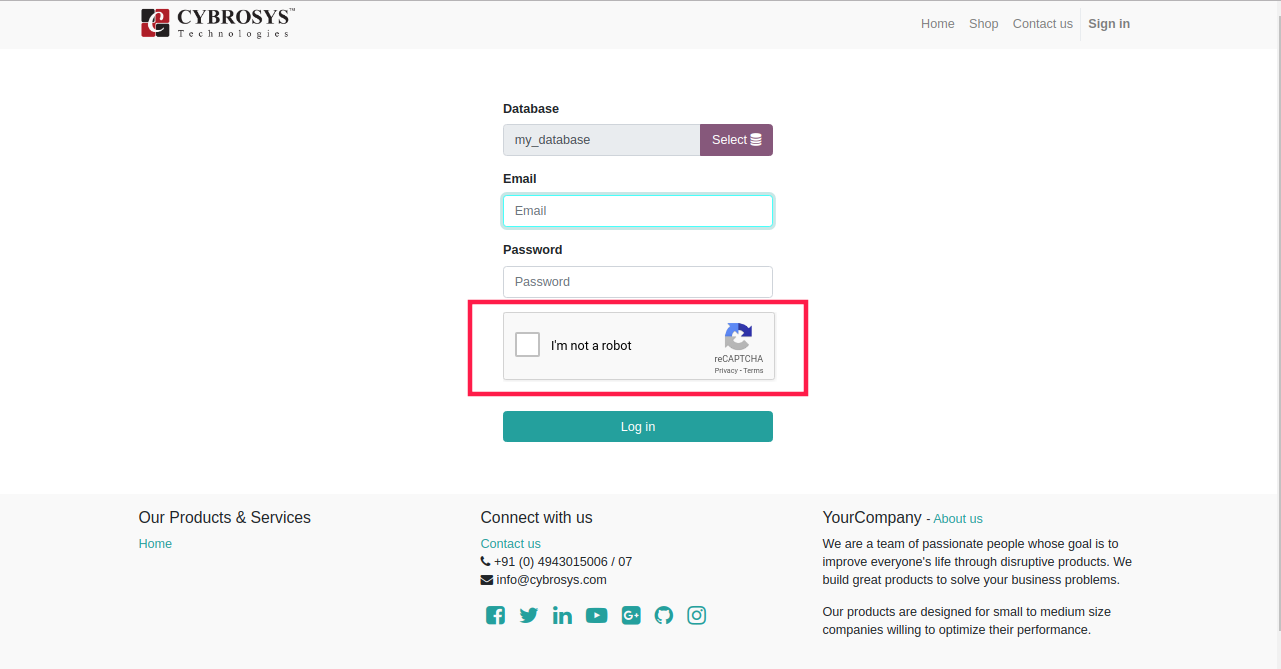 CYBROSYS™
Technologies
Home Shop Contact us Sign in
Database
my_database Select
Email
Email
Password
Password
I'm not a robot
reCAPTCHA
Privacy - Terms
Log in
Our Products & Services
Home
Connect with us
Contact us
+91 (0) 4943015006 / 07
info@cybrosys.com
YourCompany - About us
We are a team of passionate people whose goal is to
improve everyone's life through disruptive products. We
build great products to solve your business problems.
Our products are designed for small to medium size
companies willing to optimize their performance.